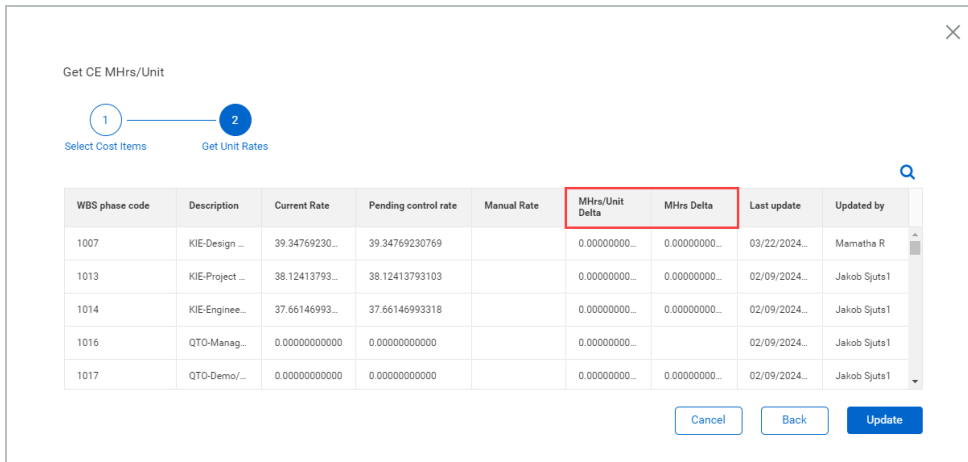 Get CE MHrs/Unit
1 2
Select Cost Items Get Unit Rates
WBS phase code Description Current Rate Pending control rate Manual Rate MHrs/Unit Delta MHrs Delta Last update Updated by
1007 KIE-Design ... 39.34769230... 39.34769230769 0.00000000... 0.00000000... 03/22/2024... Mamatha R
1013 KIE-Project ... 38.12413793... 38.12413793103 0.00000000... 0.00000000... 02/09/2024... Jakob Sjuts1
1014 KIE-Enginee... 37.66146993... 37.66146993318 0.00000000... 0.00000000... 02/09/2024... Jakob Sjuts1
1016 QTO-Manag... 0.00000000000 0.00000000000 0.00000000... 02/09/2024... Jakob Sjuts1
1017 QTO-Demo/... 0.00000000000 0.00000000000 0.00000000... 0.00000000... 02/09/2024... Jakob Sjuts1
Cancel Back Update